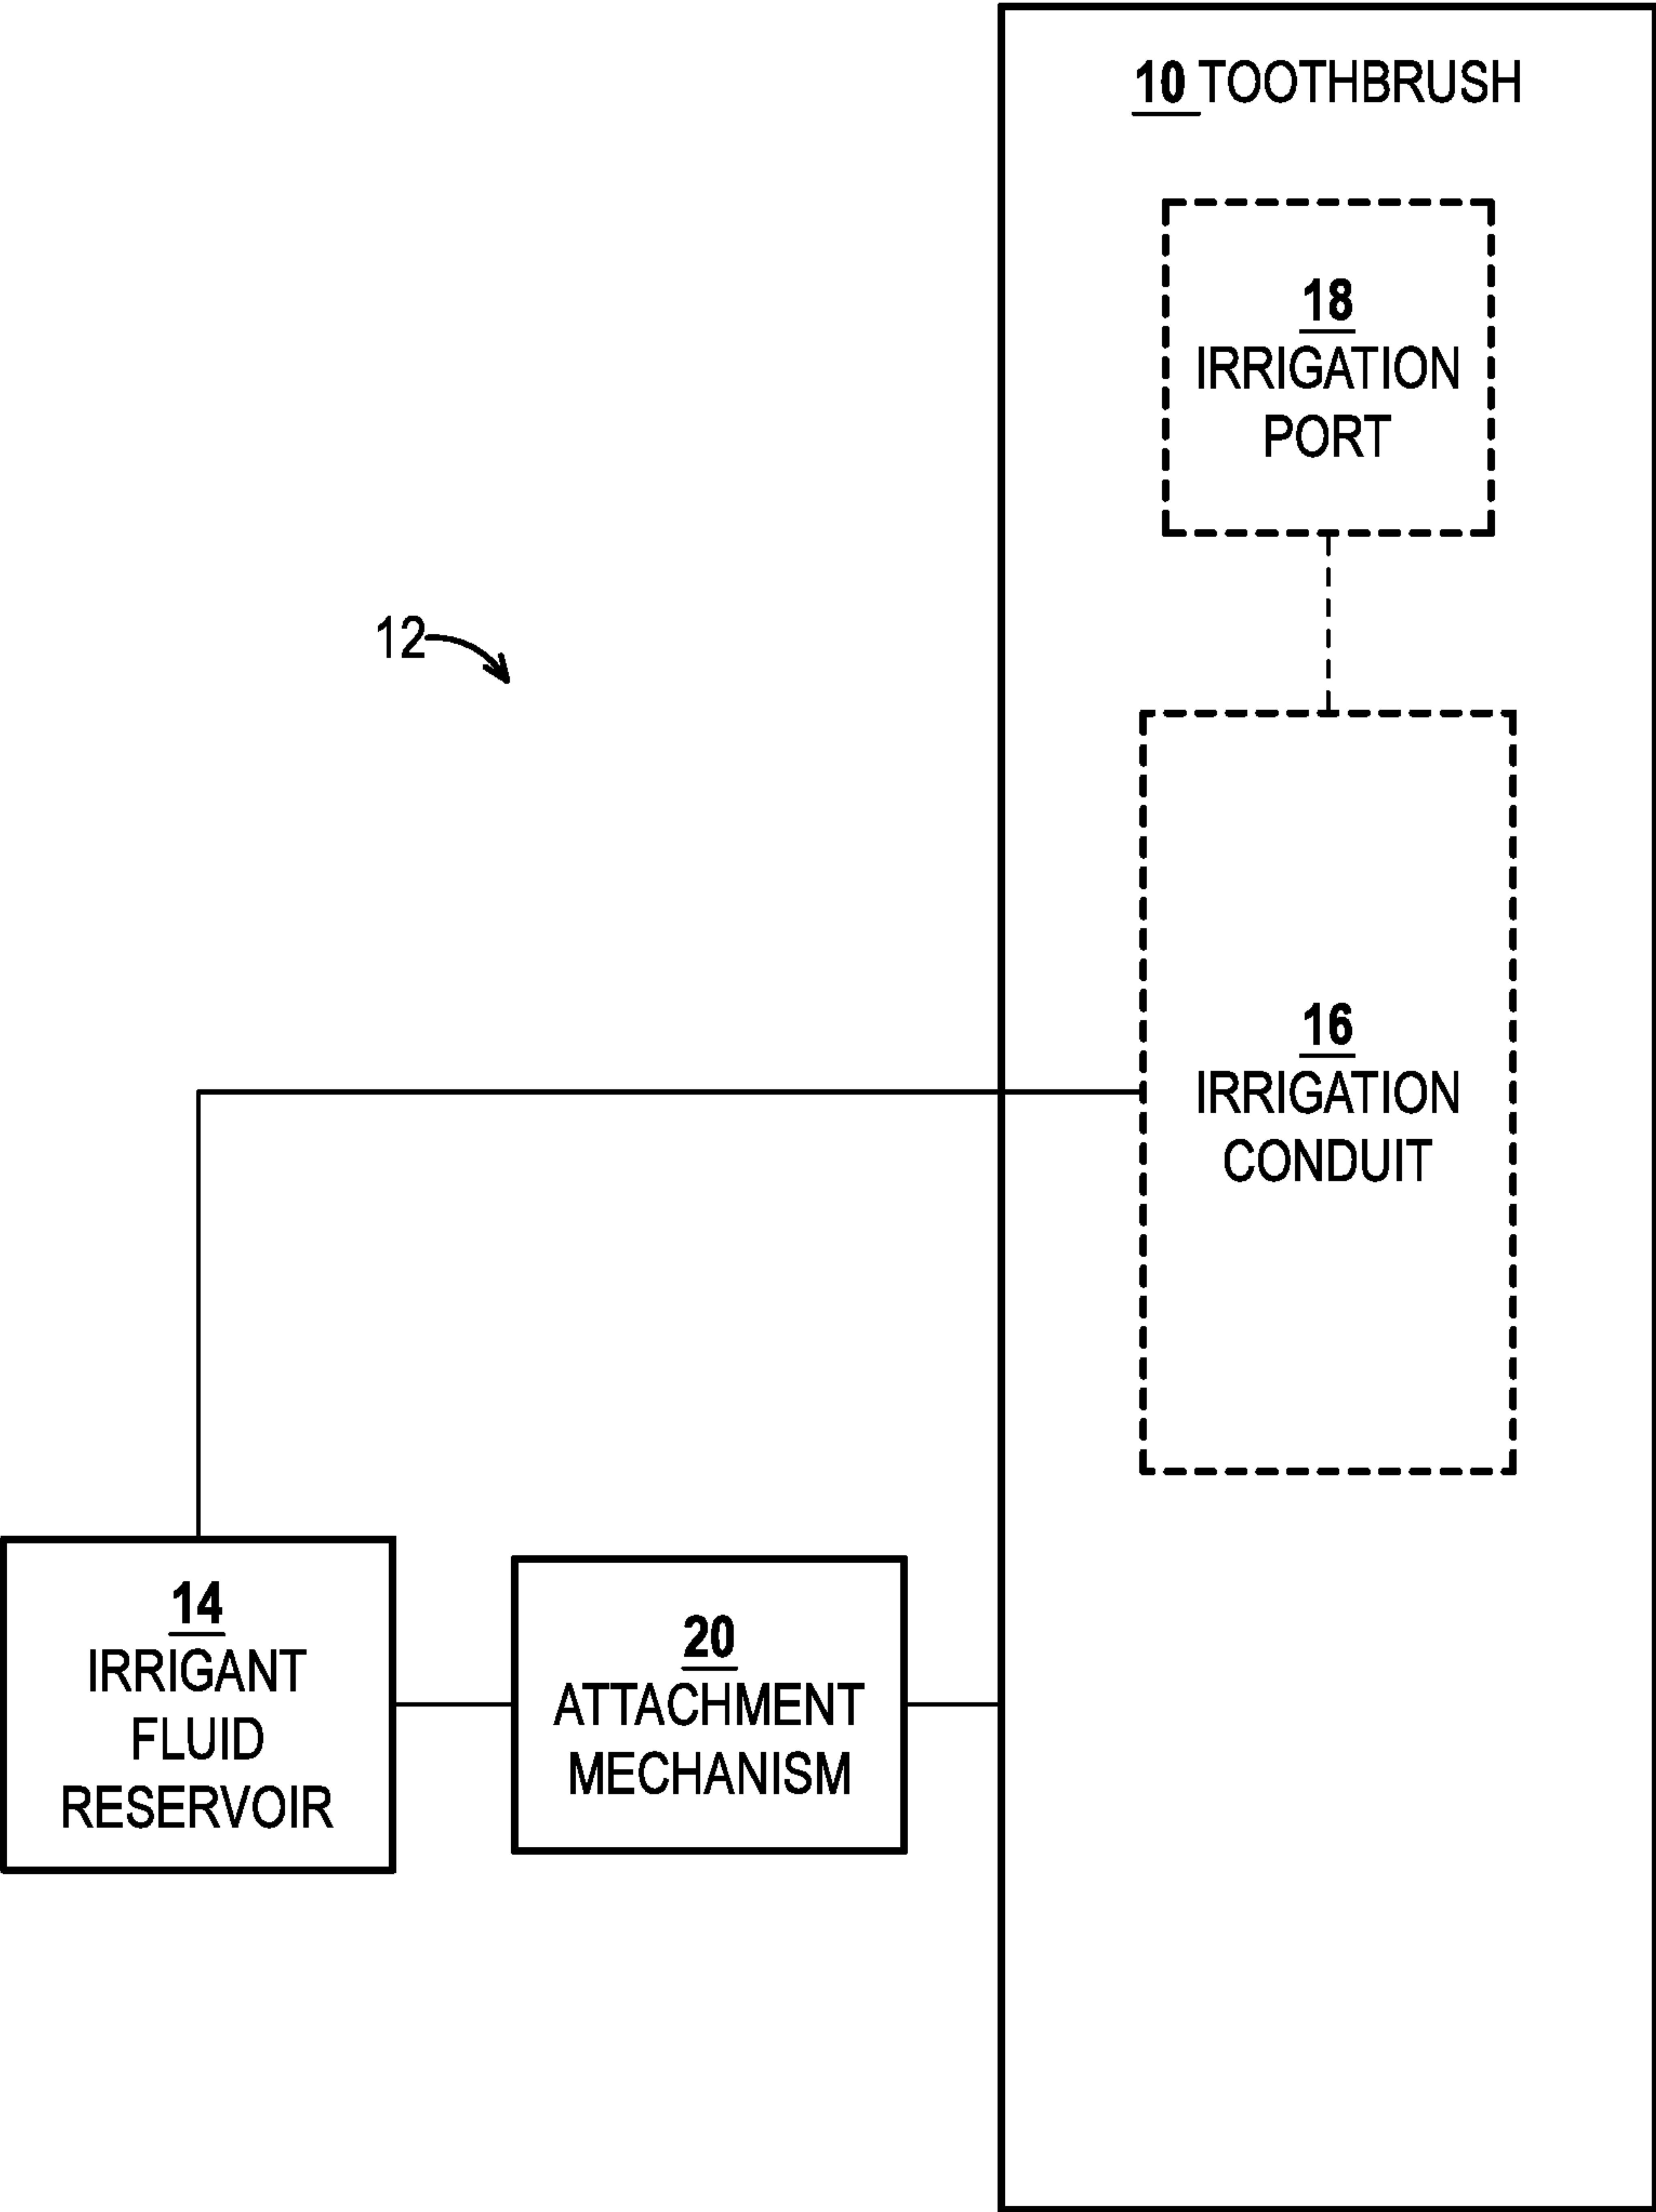 10 TOOTHBRUSH
18
IRRIGATION
PORT
12
16
IRRIGATION
CONDUIT
14
IRRIGANT
FLUID
RESERVOIR
20
ATTACHMENT
MECHANISM